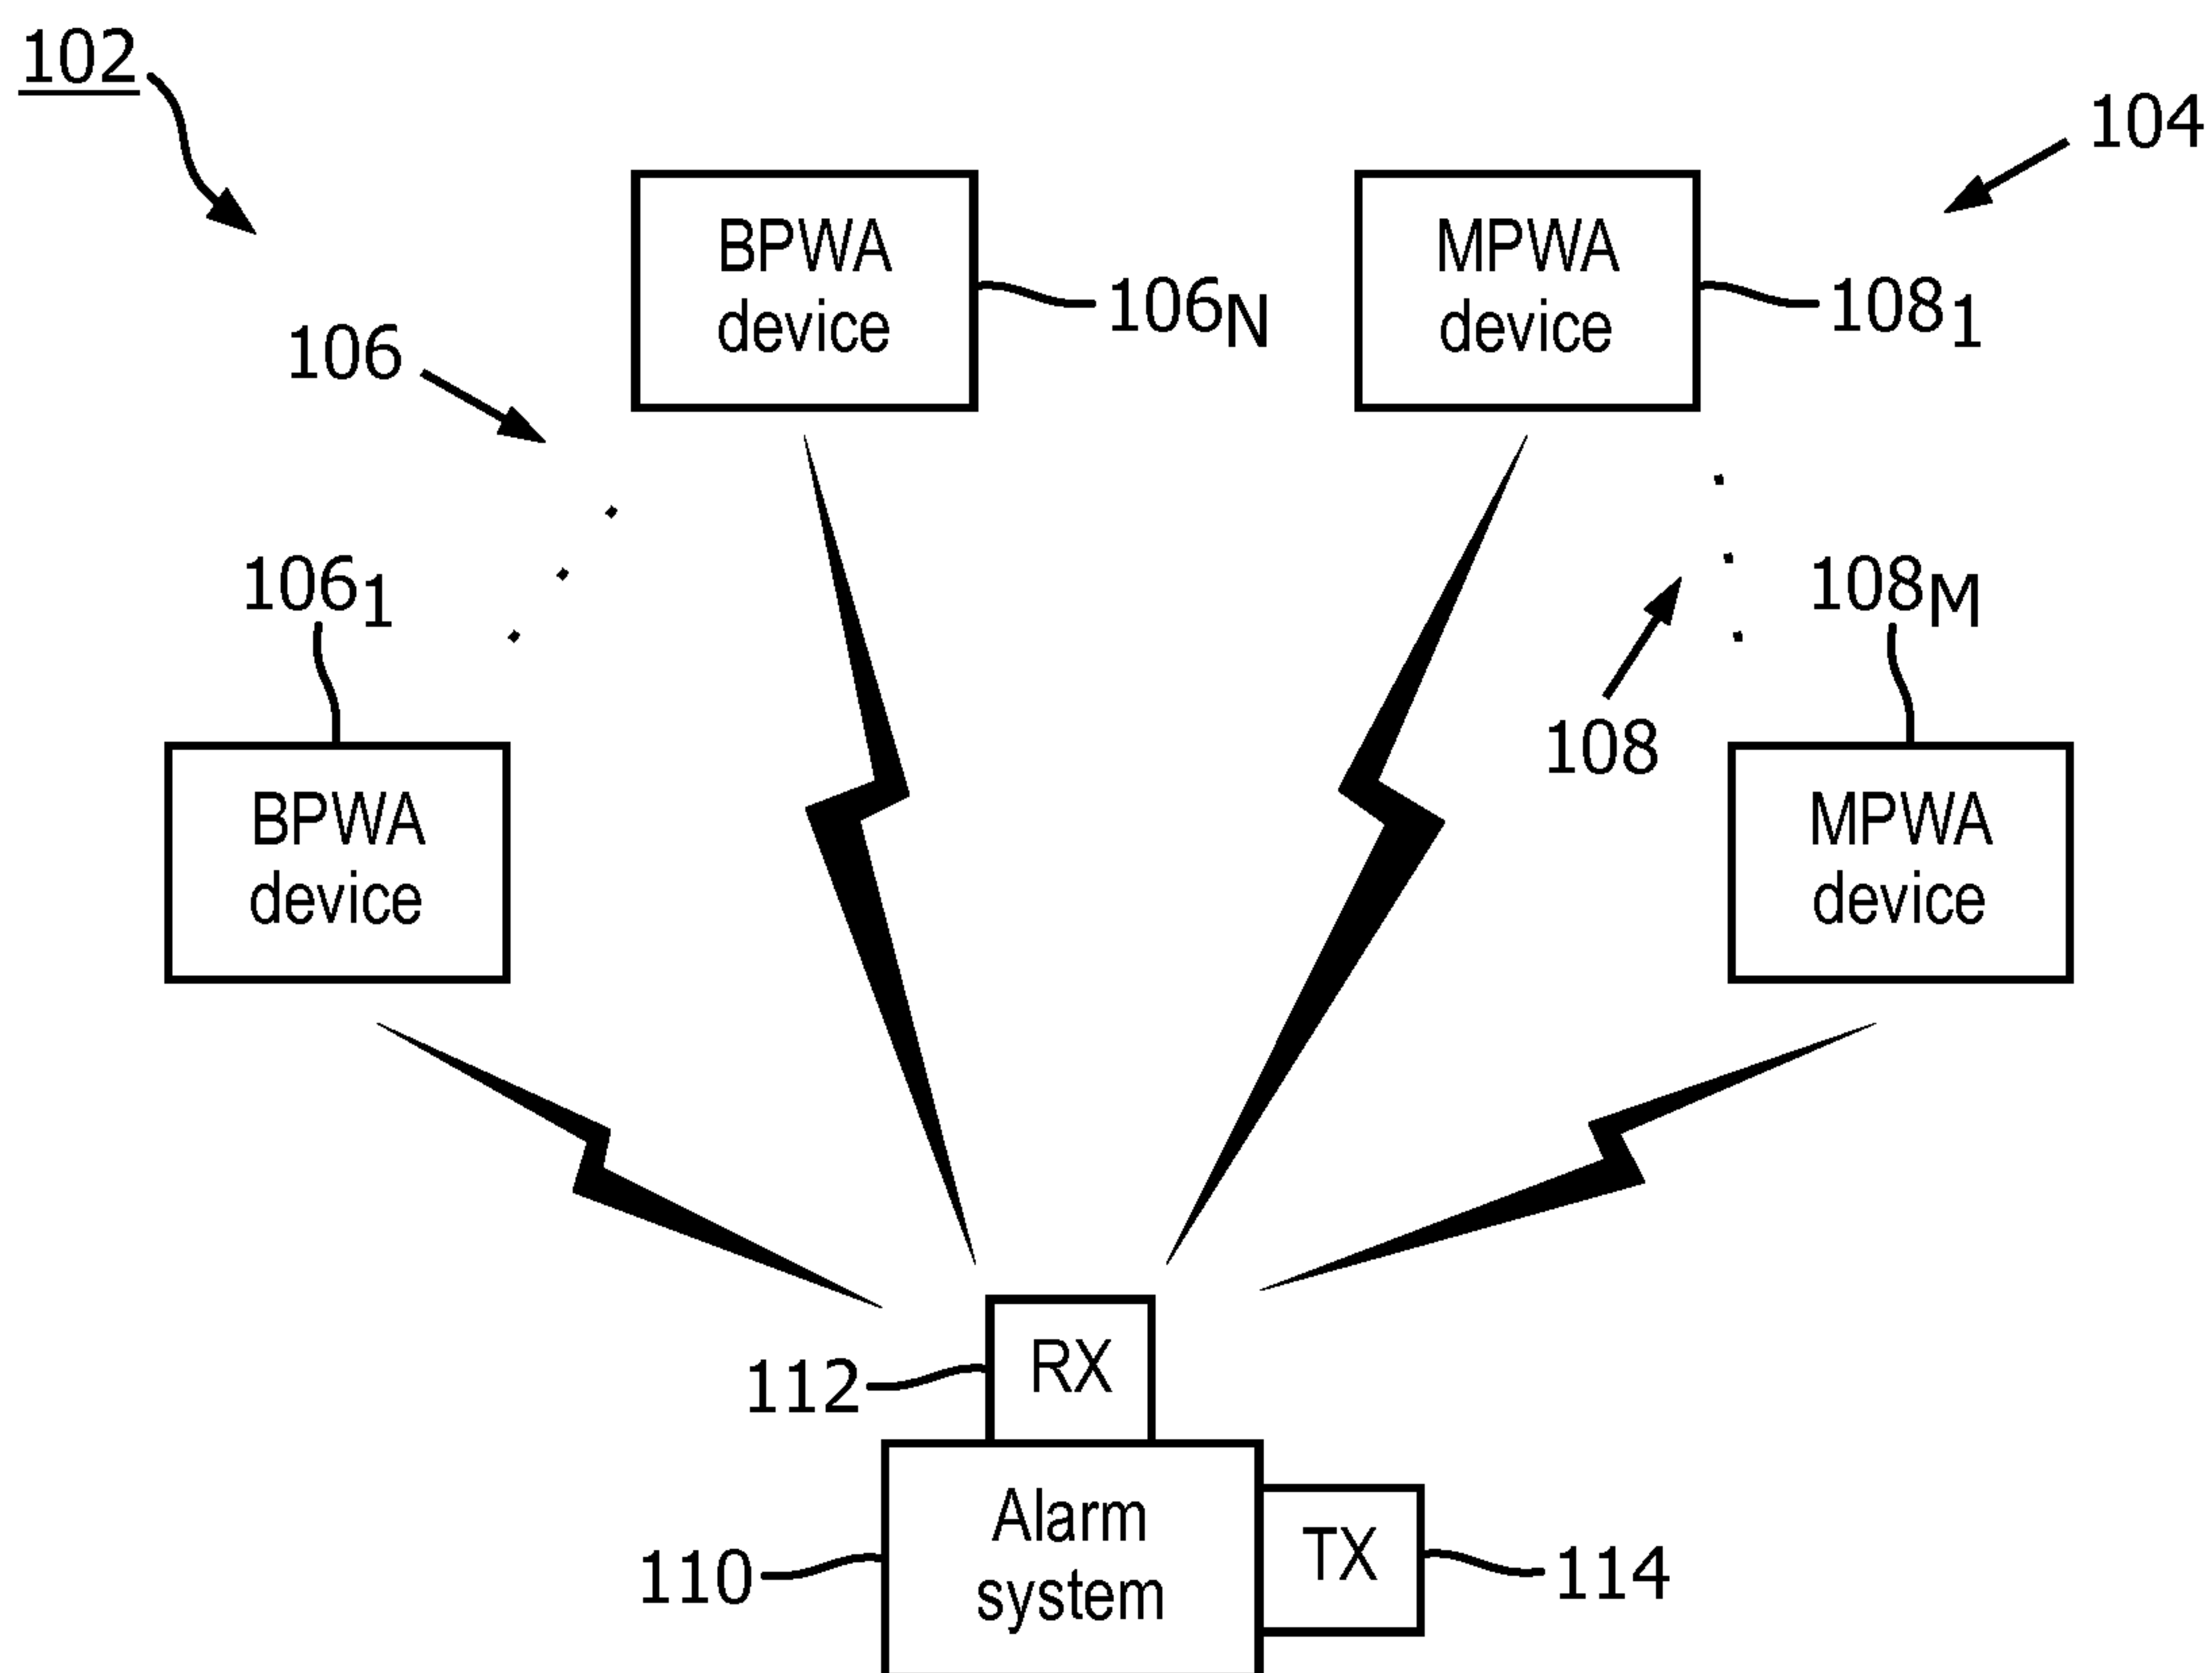 102
104
BPWA
device
106N
MPWA
device
1081
106
1061
108M
108
BPWA
device
MPWA
device
112
RX
Alarm
system
110
TX
114